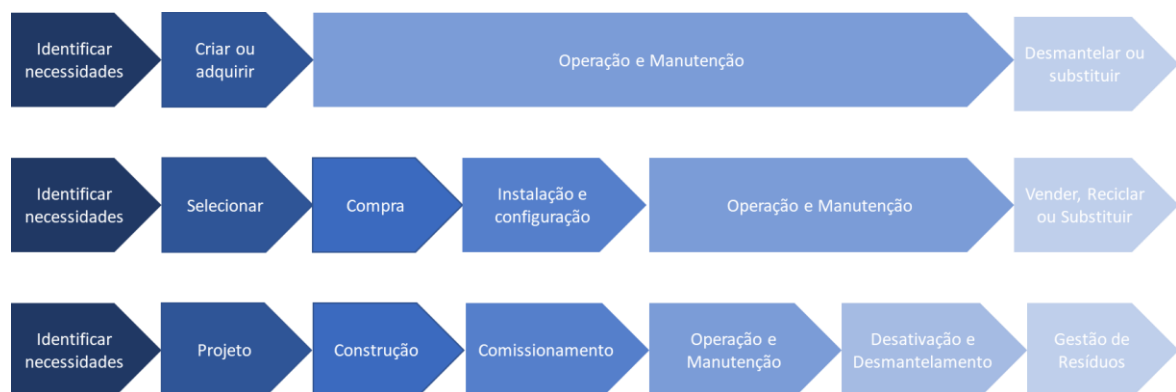 Identificar
necessidades
Criar ou
adquirir
Operação e Manutenção
Desmantelar ou
substituir
Identificar
necessidades
Selecionar
Compra
Instalação e
configuração
Operação e Manutenção
Vender, Reciclar
ou Substituir
Identificar
necessidades
Projeto
Construção
Comissionamento
Operação e
Manutenção
Desativação e
Desmantelamento
Gestão de
Resíduos